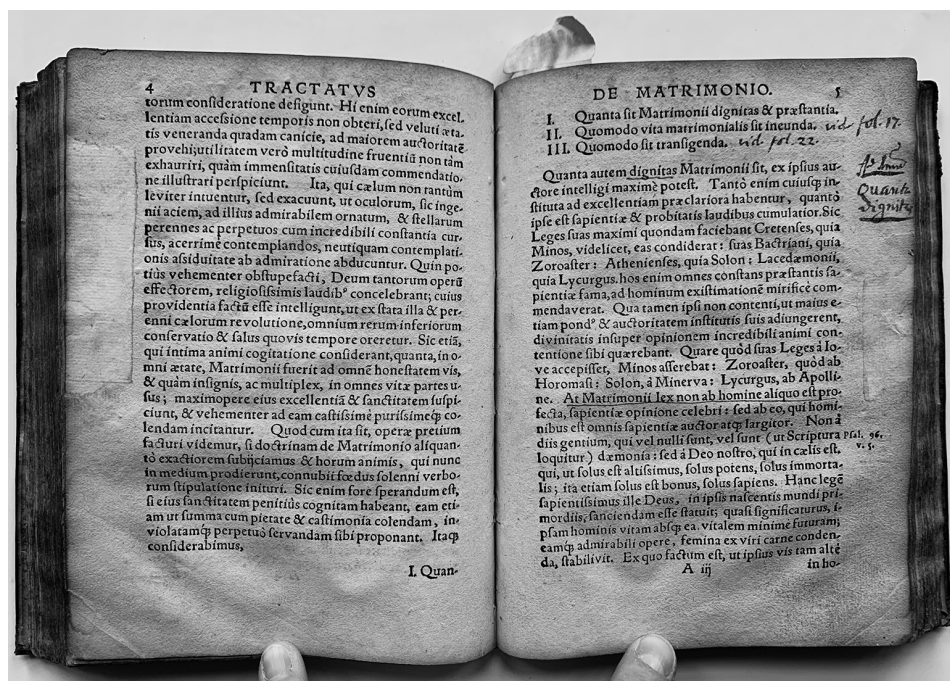 4 TRACTATVS
torum consideratione defigunt. Hi enim eorum excel-
lentiam accessione temporis non obteri, sed veluti æta-
tis veneranda quadam canicie, ad maiorem auctoritatē
provehi; utilitatem verò multitudine fruentiū non tàm
exhauriri, quàm immensitatis cuiusdam commendatio-
ne illustrari perspiciunt. Ita, qui cælum non tantùm
leviter intuentur, sed exacuunt, ut oculorum, sic inge-
nii aciem, ad illius admirabilem ornatum, & stellarum
perennes ac perpetuos cum incredibili constantia cur-
sus, acerrimè contemplandos, neutiquam contemplati-
onis assiduitate ab admiratione abducuntur. Quin po-
tiùs vehementer obstupefacti, Deum tantorum operū
effectorem, religiosissimis laudibꝰ concelebrant; cuius
providentia factū esse intelligunt, ut ex stata illa & per-
enni cælorum revolutione, omnium rerum inferiorum
conservatio & salus quovis tempore oreretur. Sic etiā,
qui intima animi cogitatione considerant, quanta, in o-
mni ætate, Matrimonii fuerit ad omnē honestatem vis,
& quàm insignis, ac multiplex, in omnes vitæ partes u-
sus; maximopere eius excellentiā & sanctitatem suspi-
ciunt, & vehementer ad eam castissimè purissimeq́; co-
lendam incitantur. Quod cum ita sit, operæ pretium
facturi videmur, si doctrinam de Matrimonio aliquan-
tò exactiorem subijciamus & horum animis, qui nunc
in medium prodierunt, connubii fœdus solenni verbo-
rum stipulatione inituri. Sic enim fore sperandum est,
si eius sanctitatem penitiùs cognitam habeant, eam eti-
am ut summa cum pietate & castimonia colendam, in-
violatamq́; perpetuò servandam sibi proponant. Itaq;
considerabimus,
I. Quan-
DE MATRIMONIO. 5
I. Quanta sit Matrimonii dignitas & præstantia.
II. Quomodo vita matrimonialis sit ineunda. vid. fol. 17.
III. Quomodo sit transigenda. vid. fol. 22.
Quanta
dignitas
Quanta autem dignitas Matrimonii sit, ex ipsius au-
ctore intelligi maximè potest. Tantò enim cuiusq; in-
stituta ad excellentiam præclariora habentur, quantò
ipse est sapientiæ & probitatis laudibus cumulatior. Sic
Leges suas maximi quondam faciebant Cretenses, quia
Minos, videlicet, eas condiderat: suas Bactriani, quia
Zoroaster: Athenienses, quia Solon: Lacedæmonii,
quia Lycurgus. hos enim omnes constans præstantis sa-
pientiæ fama, ad hominum existimationē mirificè com-
mendaverat. Qua tamen ipsi non contenti, ut maius e-
tiam pondꝰ & auctoritatem institutis suis adiungerent,
divinitatis insuper opinionem incredibili animi con-
tentione sibi quærebant. Quare quòd suas Leges à Io-
ve accepisset, Minos asserebat: Zoroaster, quòd ab
Horomasi: Solon, à Minerva: Lycurgus, ab Apolli-
ne. At Matrimonii lex non ab homine aliquo est pro-
fecta, sapientiæ opinione celebri: sed ab eo, qui homi-
nibus est omnis sapientiæ auctor atq; largitor. Non à
diis gentium, qui vel nulli sunt, vel sunt (ut Scriptura Psal. 96.
v. 5.
loquitur) dæmonia: sed à Deo nostro, qui in cælis est.
qui, ut solus est altissimus, solus potens, solus immorta-
lis; ita etiam solus est bonus, solus sapiens. Hanc legē
sapientissimus ille Deus, in ipsis nascentis mundi pri-
mordiis, sanciendam esse statuit; quasi significaturus, i-
psam hominis vitam absq; ea. vitalem minimè futuram;
eamq́; admirabili opere, femina ex viri carne conden-
da, stabilivit. Ex quo factum est, ut ipsius vis tam altè
A iij in ho-